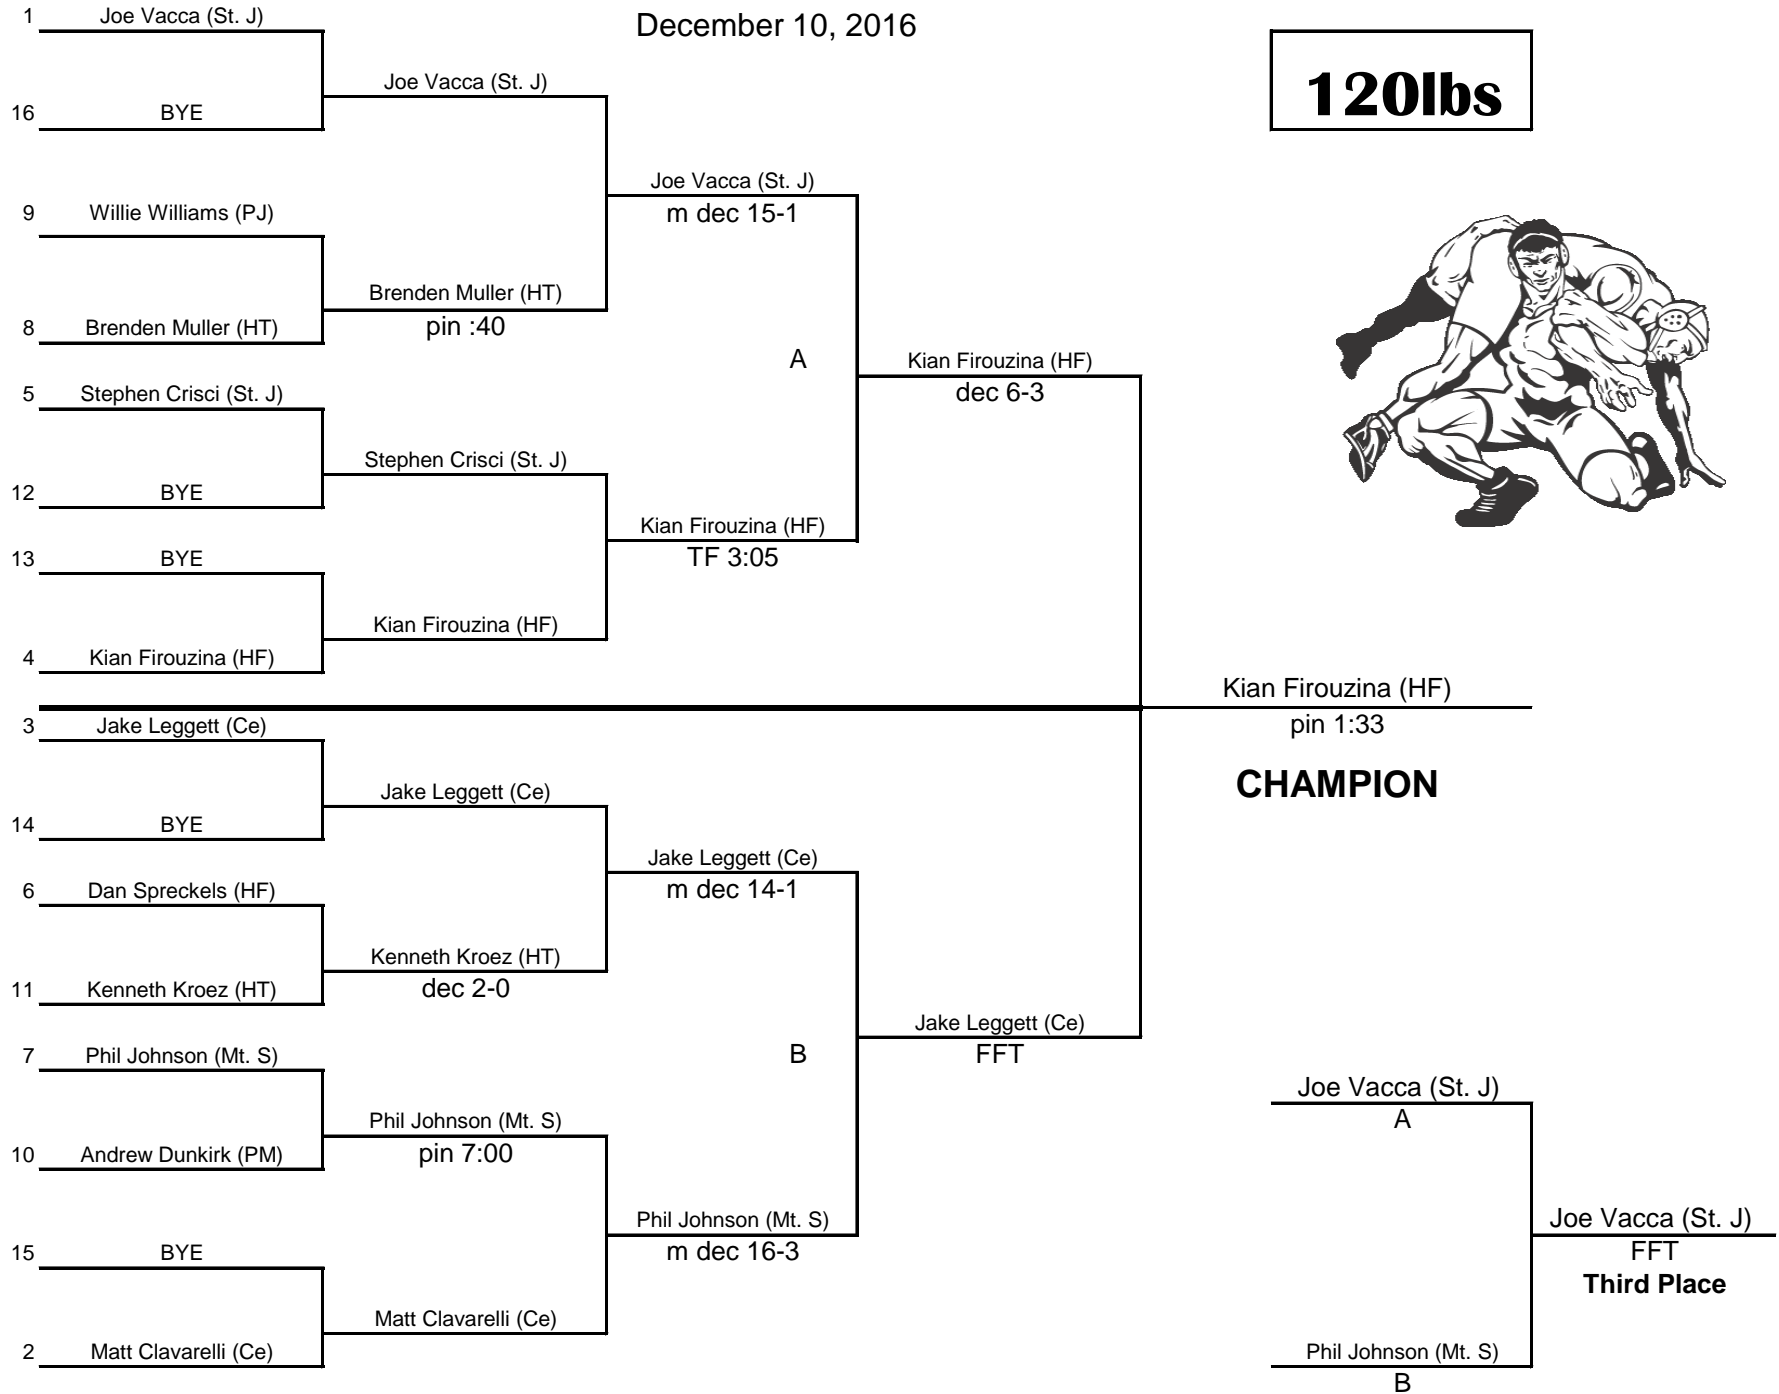 December 10, 2016
120lbs
1 Joe Vacca (St. J)
16 BYE
Joe Vacca (St. J)
9 Willie Williams (PJ)
8 Brenden Muller (HT)
Brenden Muller (HT)
pin :40
Joe Vacca (St. J)
m dec 15-1
5 Stephen Crisci (St. J)
12 BYE
Stephen Crisci (St. J)
13 BYE
4 Kian Firouzina (HF)
Kian Firouzina (HF)
Kian Firouzina (HF)
TF 3:05
A
Kian Firouzina (HF)
dec 6-3
3 Jake Leggett (Ce)
14 BYE
Jake Leggett (Ce)
6 Dan Spreckels (HF)
11 Kenneth Kroez (HT)
Kenneth Kroez (HT)
dec 2-0
Jake Leggett (Ce)
m dec 14-1
7 Phil Johnson (Mt. S)
10 Andrew Dunkirk (PM)
Phil Johnson (Mt. S)
pin 7:00
15 BYE
2 Matt Clavarelli (Ce)
Matt Clavarelli (Ce)
Phil Johnson (Mt. S)
m dec 16-3
B
Jake Leggett (Ce)
FFT
Kian Firouzina (HF)
pin 1:33
CHAMPION
Joe Vacca (St. J)
A
Phil Johnson (Mt. S)
B
Joe Vacca (St. J)
FFT
Third Place